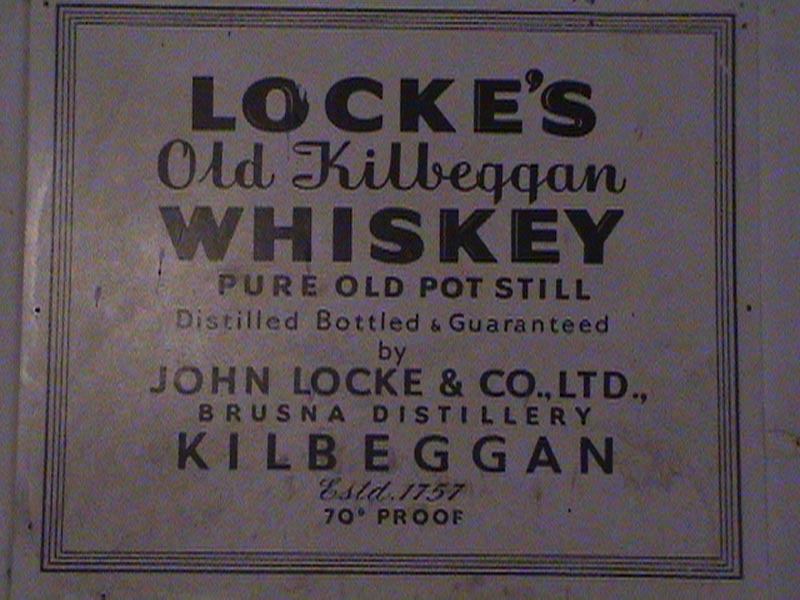 LOCKE'S
Old Kilbeggan
WHISKEY
PURE OLD POT STILL
Distilled Bottled & Guaranteed
by
JOHN LOCKE & CO., LTD.,
BRUSNA DISTILLERY
KILBEGGAN
Estd. 1757
70° PROOF